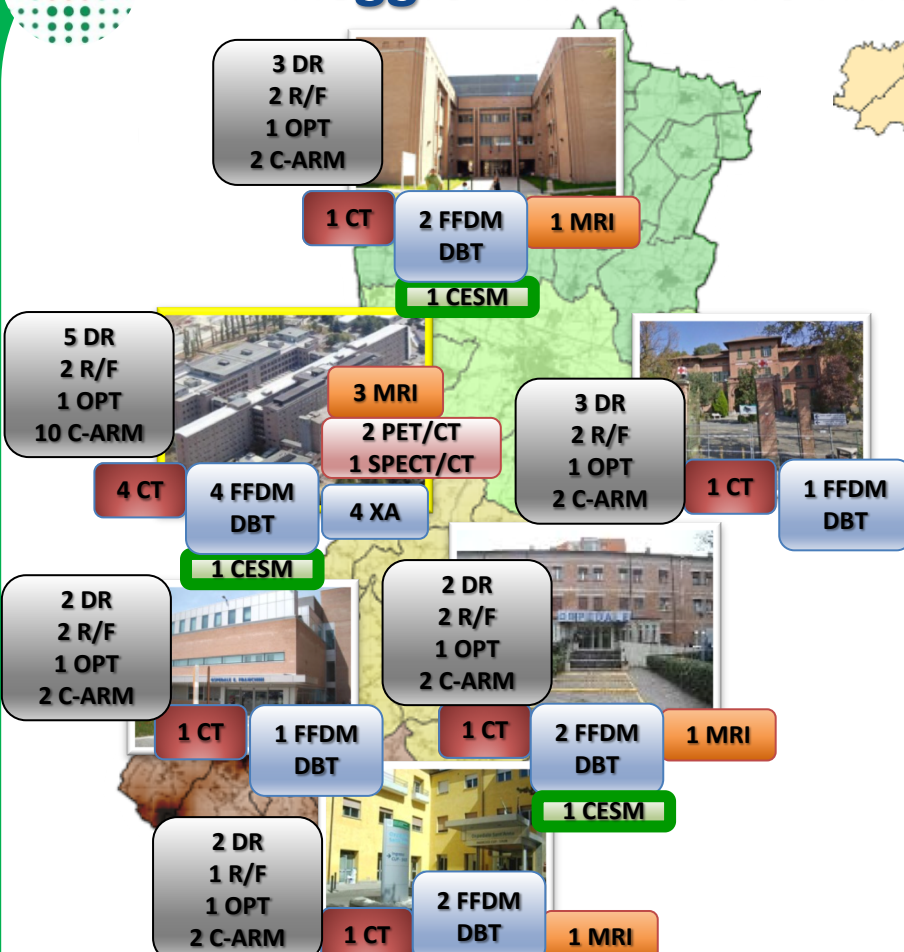 3 DR
2 R/F
1 OPT
2 C-ARM
1 CT
2 FFDM
DBT
1 MRI
1 CESM
5 DR
2 R/F
1 OPT
10 C-ARM
3 MRI
2 PET/CT
1 SPECT/CT
4 CT
4 FFDM
DBT
4 XA
1 CESM
3 DR
2 R/F
1 OPT
2 C-ARM
1 CT
1 FFDM
DBT
2 DR
2 R/F
1 OPT
2 C-ARM
1 CT
1 FFDM
DBT
2 DR
2 R/F
1 OPT
2 C-ARM
OSPEDALE
1 CT
2 FFDM
DBT
1 MRI
1 CESM
2 DR
1 R/F
1 OPT
2 C-ARM
1 CT
2 FFDM
DBT
1 MRI